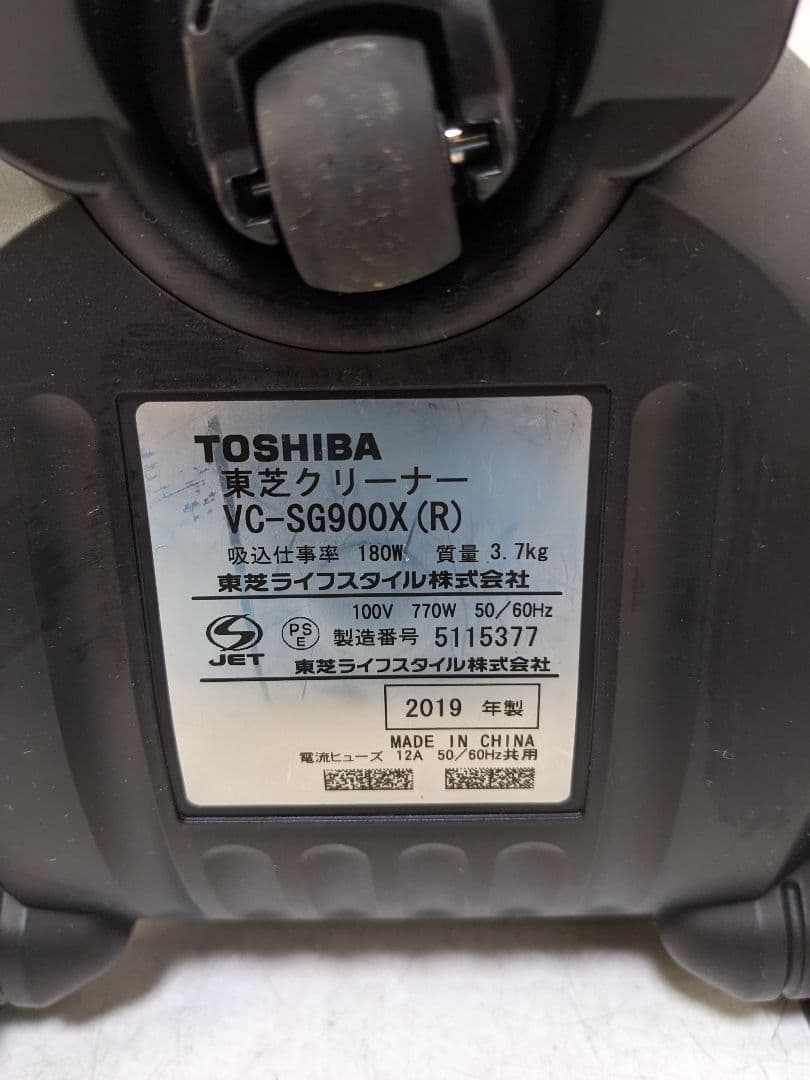 TOSHIBA
東芝クリーナー
VC-SG900X(R)
吸込仕事率 180W 質量 3.7kg
東芝ライフスタイル株式会社
100V 770W 50/60Hz
JET PSE 製造番号 5115377
東芝ライフスタイル株式会社
2019 年製
MADE IN CHINA
電流ヒューズ 12A 50/60Hz共用